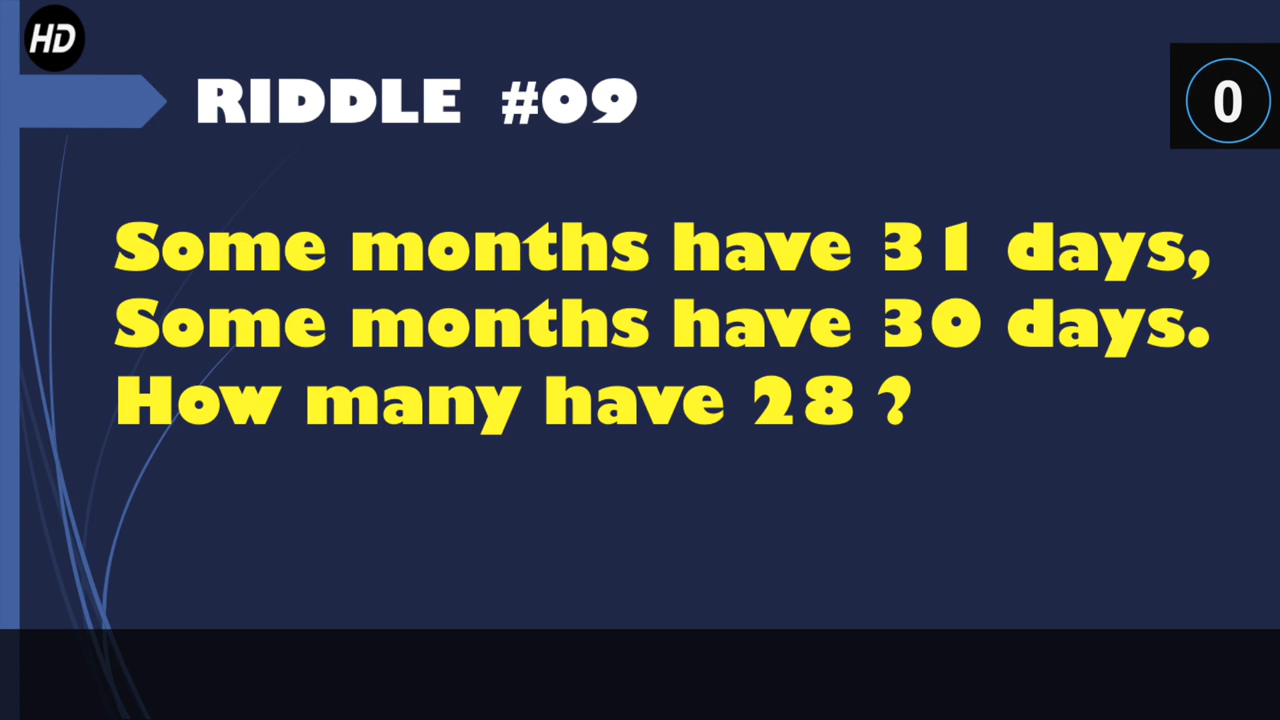 HD
RIDDLE #09
0
Some months have 31 days,
Some months have 30 days.
How many have 28 ?